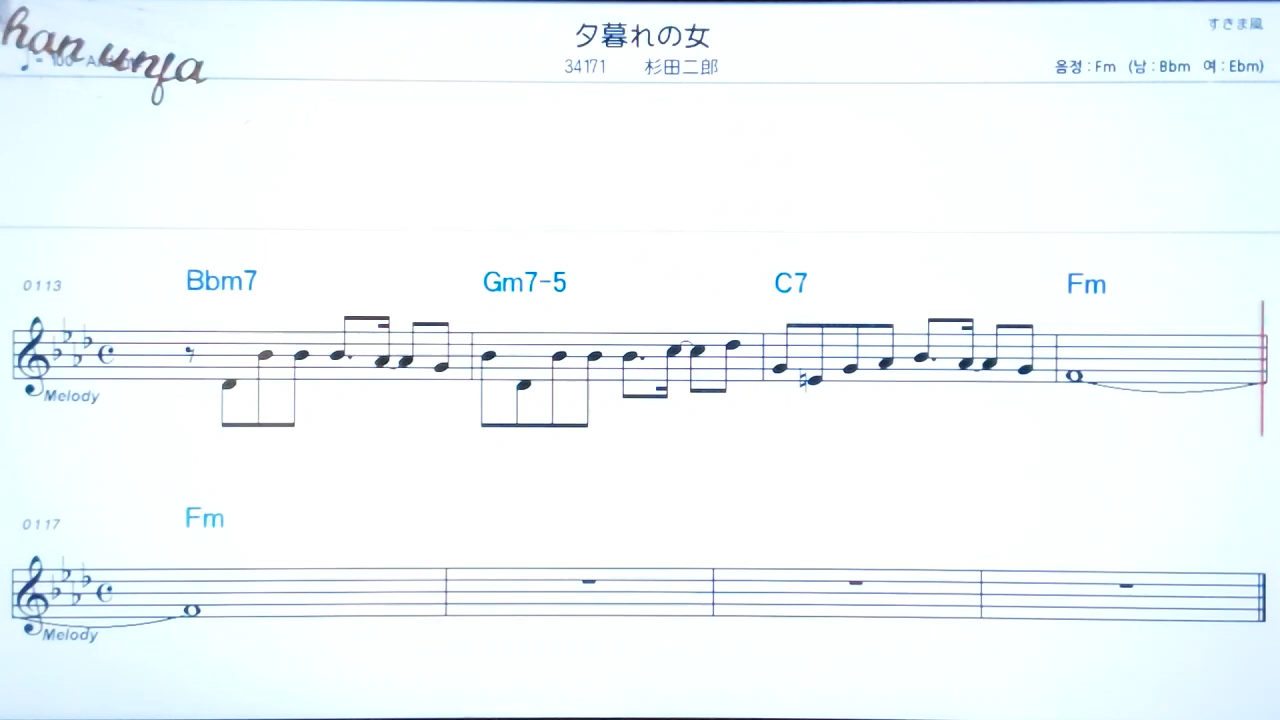 han unja
夕暮れの女
すきま風
34171 杉田二郎
음정 : Fm (남 : Bbm 여 : Ebm)
0113 Bbm7 Gm7-5 C7 Fm
Melody
0117 Fm
Melody